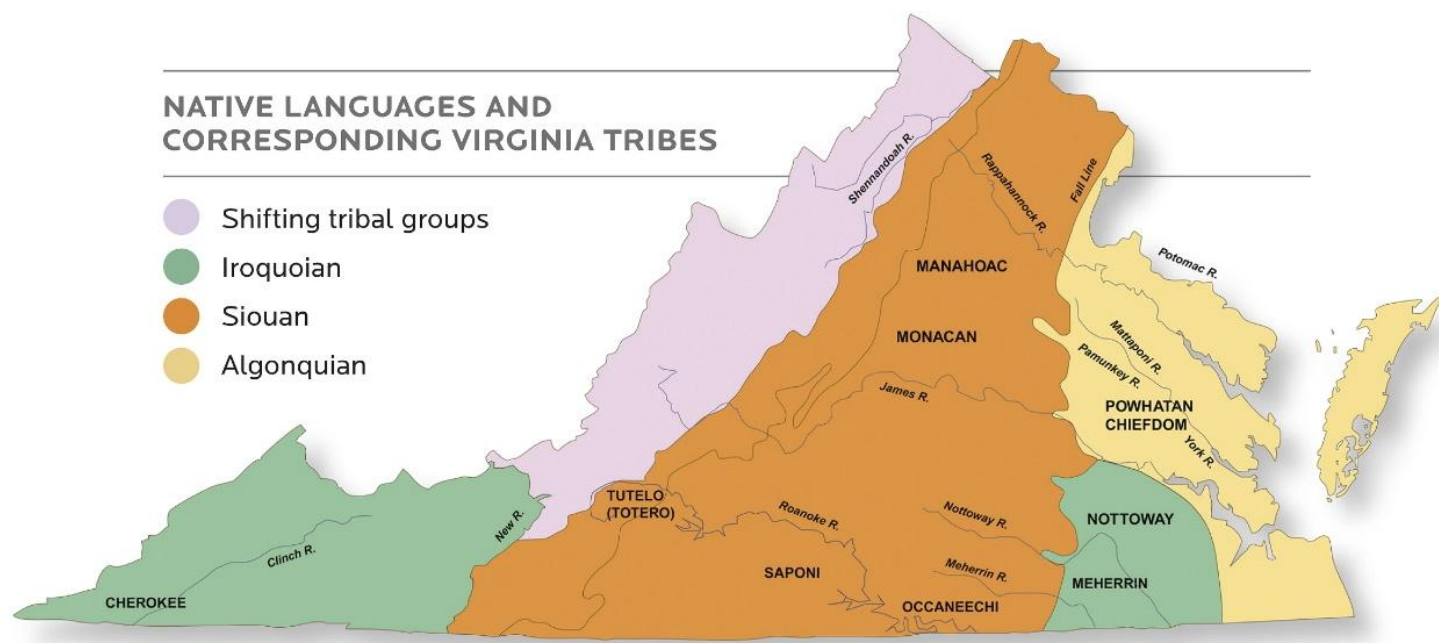 NATIVE LANGUAGES AND
CORRESPONDING VIRGINIA TRIBES
Shifting tribal groups
Iroquoian
Siouan
Algonquian
Shennandoah R.
Rappahannock R.
Fall Line
Potomac R.
MANAHOAC
MONACAN
Mattaponi R.
Pamunkey R.
James R.
POWHATAN
CHIEFDOM
York R.
TUTELO
(TOTERO)
New R.
Roanoke R.
Nottoway R.
NOTTOWAY
Clinch R.
SAPONI
Meherrin R.
MEHERRIN
CHEROKEE
OCCANEECHI